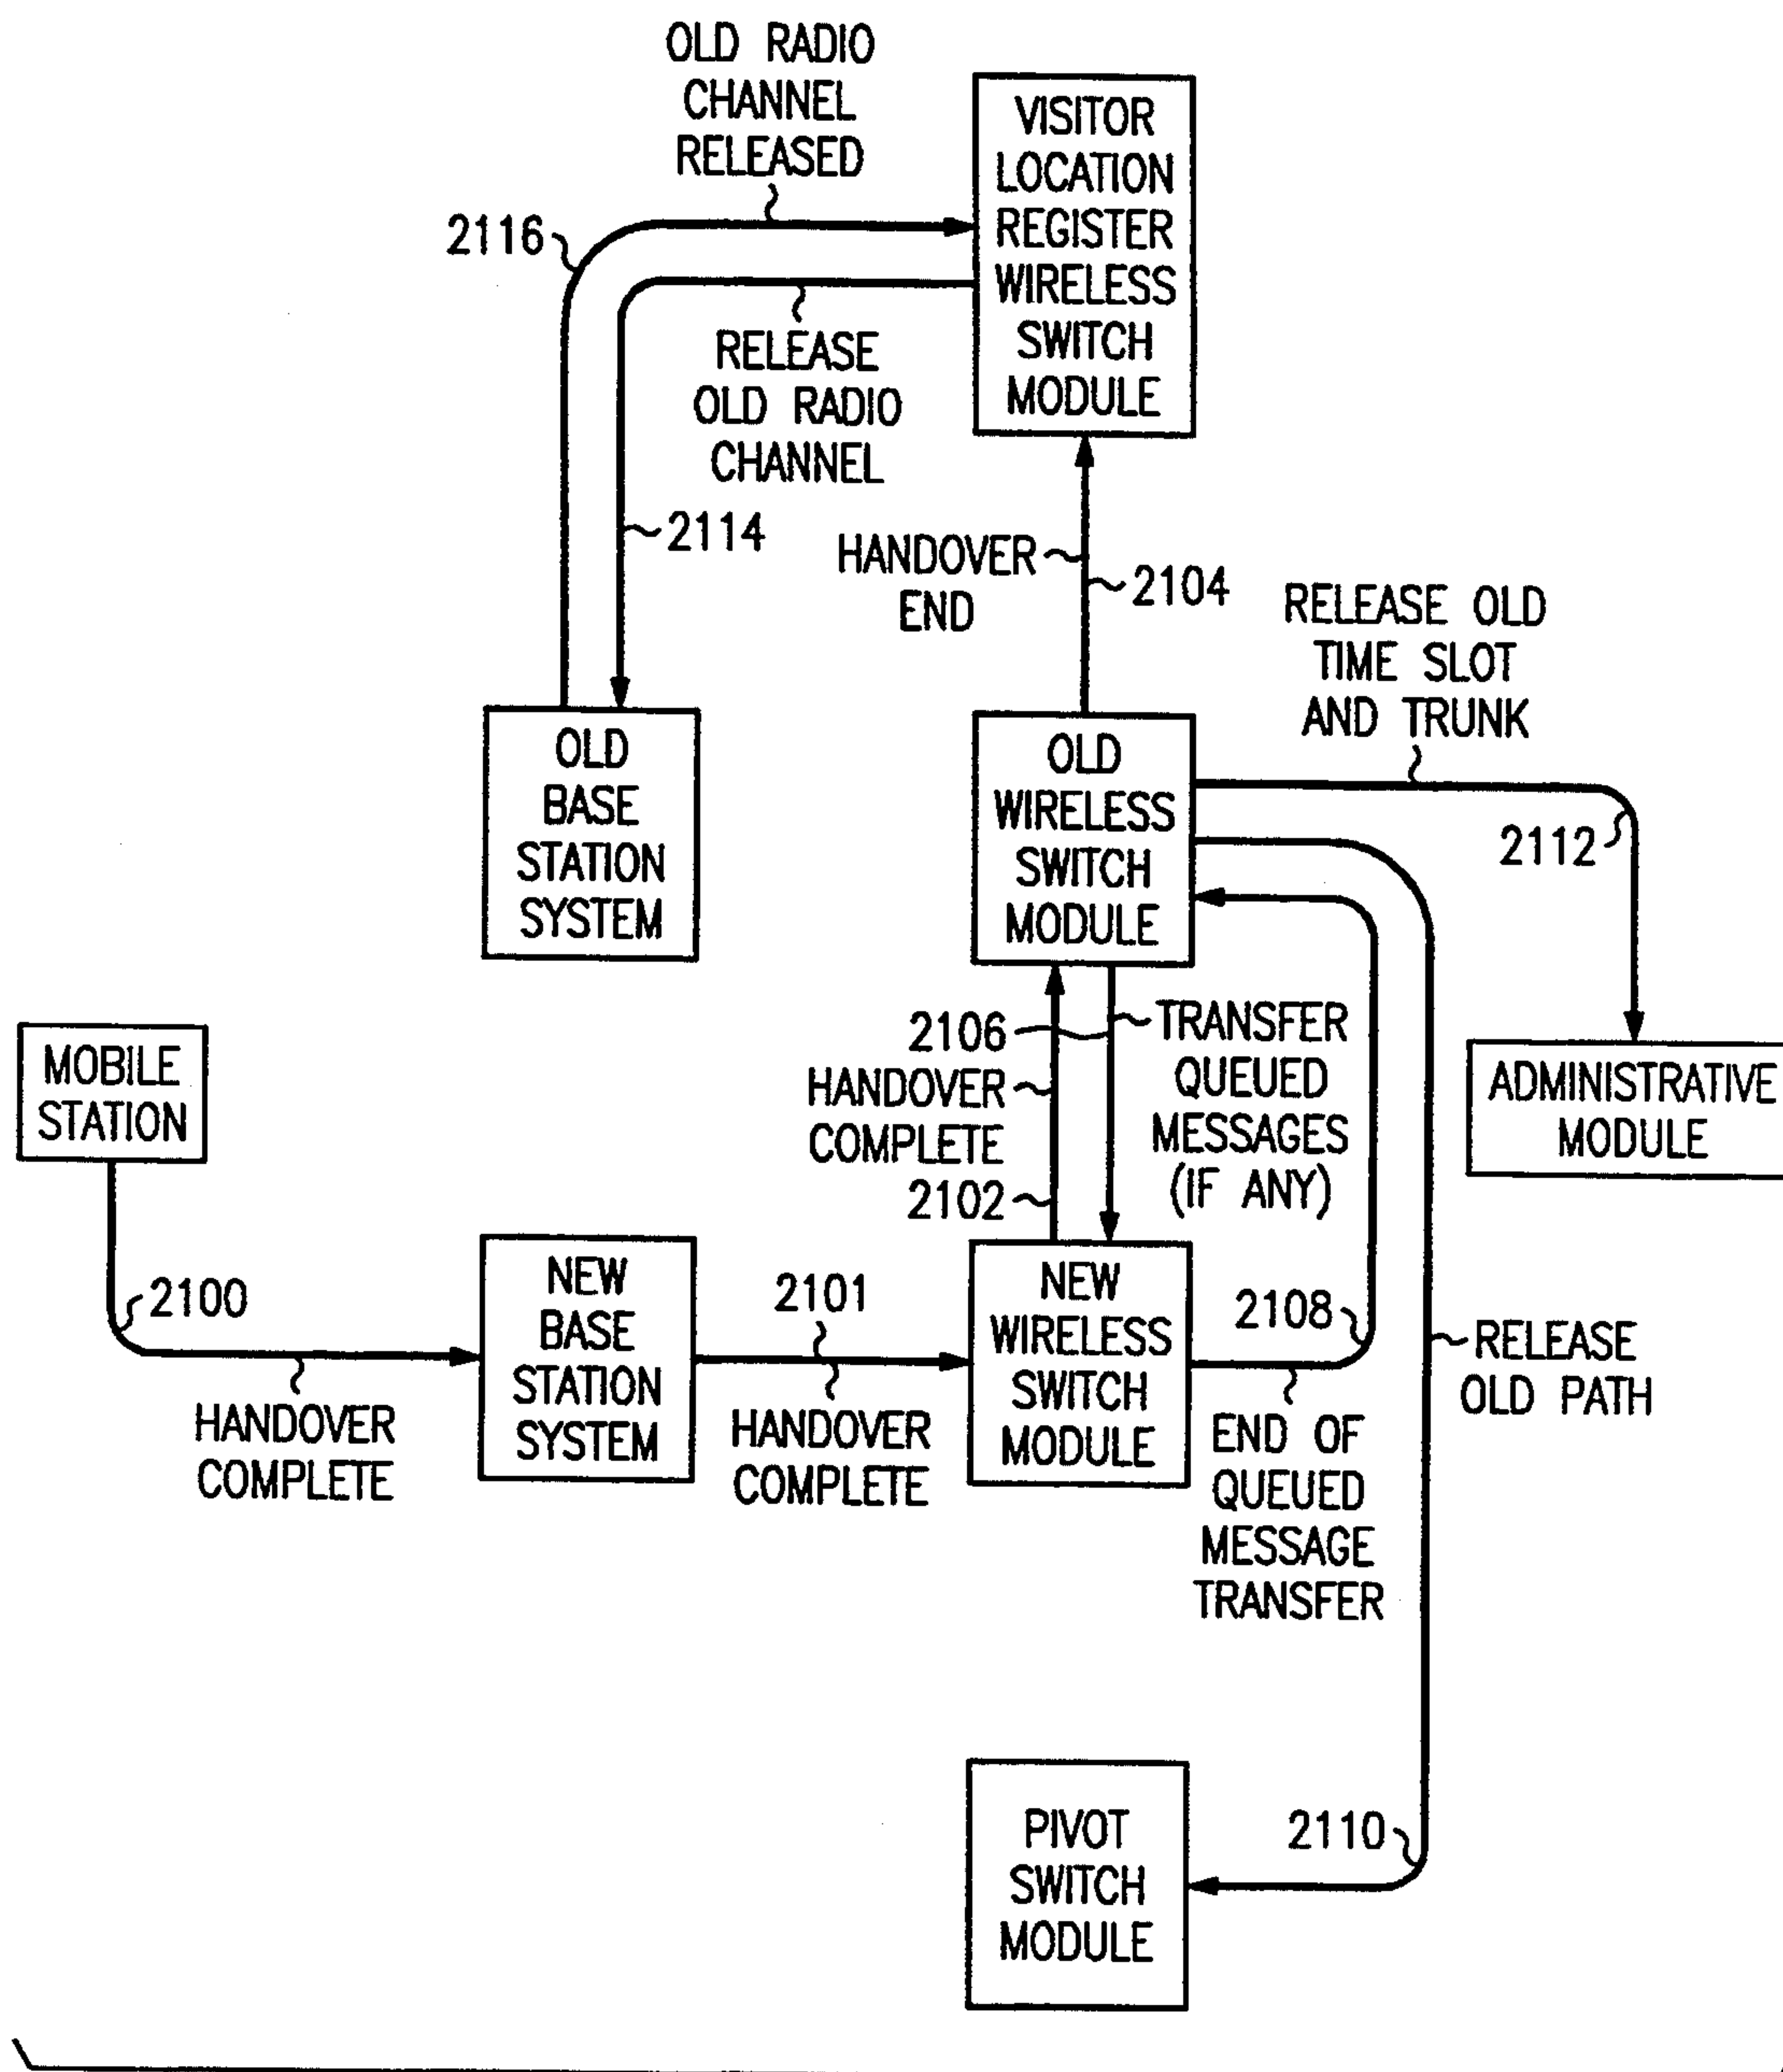 OLD RADIO
CHANNEL
RELEASED
VISITOR
LOCATION
REGISTER
WIRELESS
SWITCH
MODULE
2116
RELEASE
OLD RADIO
CHANNEL
2114
HANDOVER
END
2104
RELEASE OLD
TIME SLOT
AND TRUNK
OLD
BASE
STATION
SYSTEM
OLD
WIRELESS
SWITCH
MODULE
2112
MOBILE
STATION
2106
HANDOVER
COMPLETE
2102
TRANSFER
QUEUED
MESSAGES
(IF ANY)
ADMINISTRATIVE
MODULE
2100
HANDOVER
COMPLETE
NEW
BASE
STATION
SYSTEM
2101
HANDOVER
COMPLETE
NEW
WIRELESS
SWITCH
MODULE
2108
END OF
QUEUED
MESSAGE
TRANSFER
RELEASE
OLD PATH
PIVOT
SWITCH
MODULE
2110